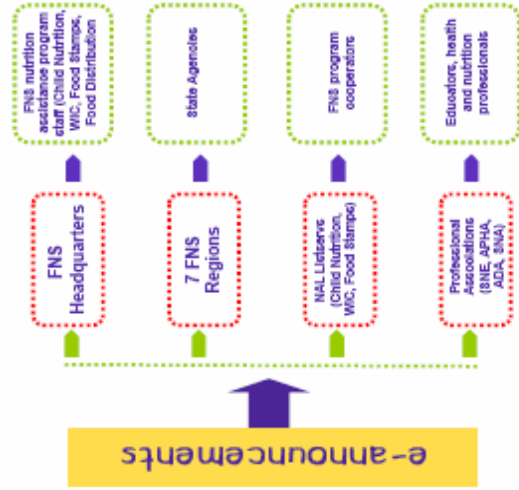 e-announcements
FNS
Headquarters
7 FNS
Regions
NAL Listservs
(Child Nutrition,
WIC, Food Stamps)
Professional
Associations
(SNE, APHA,
ADA, SNA)
FNS nutrition
assistance program
staff (Child Nutrition,
WIC, Food Stamps,
Food Distribution)
State Agencies
FNS program
cooperators
Educators, health
and nutrition
professionals